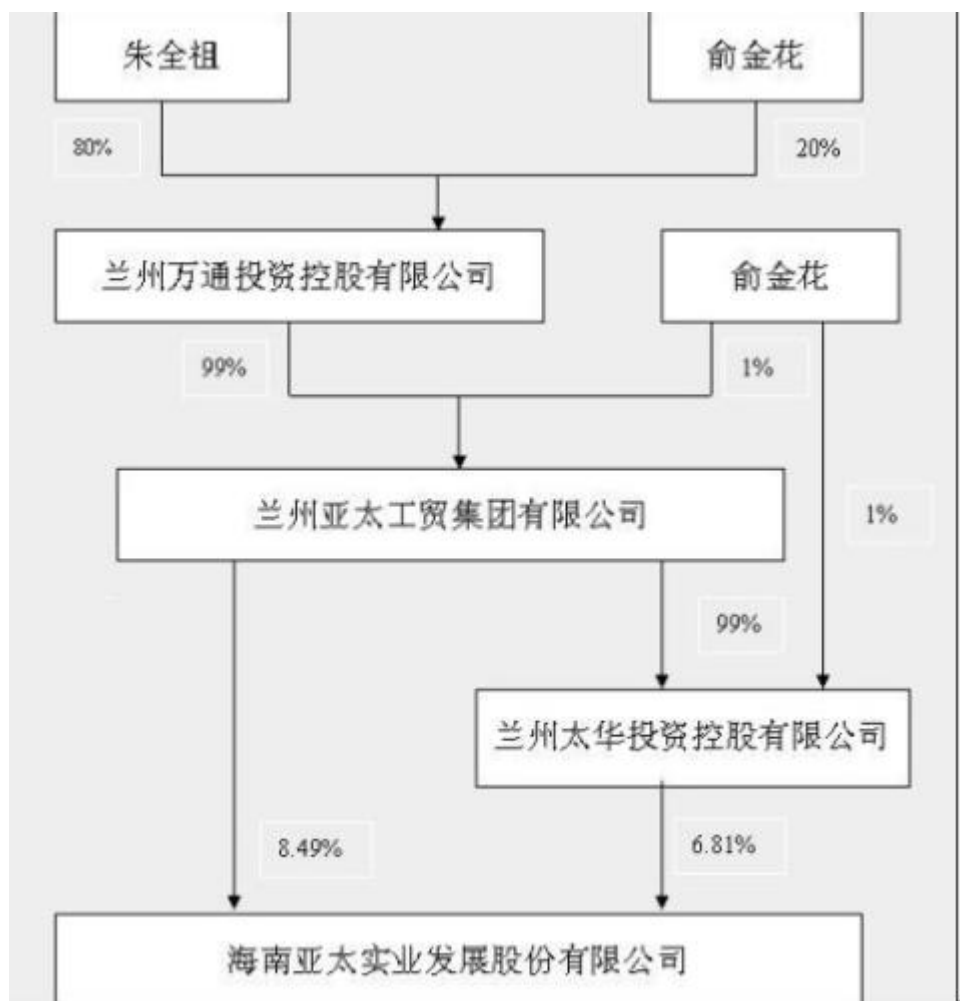 朱全祖
俞金花
80%
20%
兰州万通投资控股有限公司
俞金花
99%
1%
兰州亚太工贸集团有限公司
1%
99%
兰州太华投资控股有限公司
8.49%
6.81%
海南亚太实业发展股份有限公司